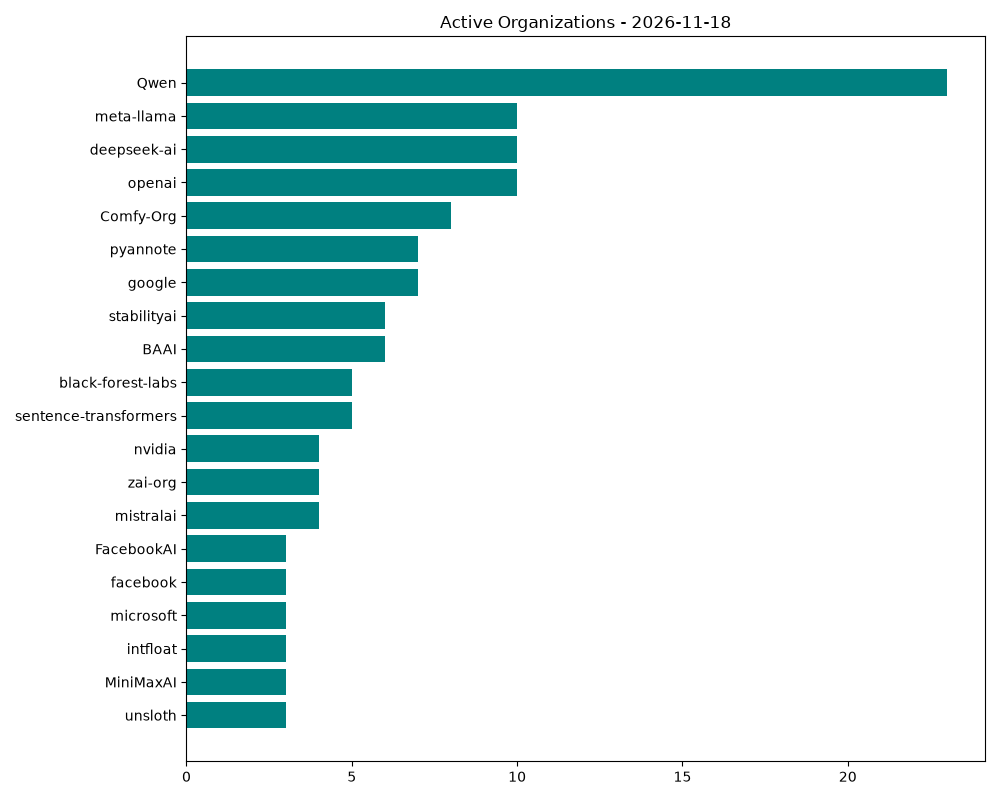 Active Organizations - 2026-11-18
Qwen
meta-llama
deepseek-ai
openai
Comfy-Org
pyannote
google
stabilityai
BAAI
black-forest-labs
sentence-transformers
nvidia
zai-org
mistralai
FacebookAI
facebook
microsoft
intfloat
MiniMaxAI
unsloth
0 5 10 15 20